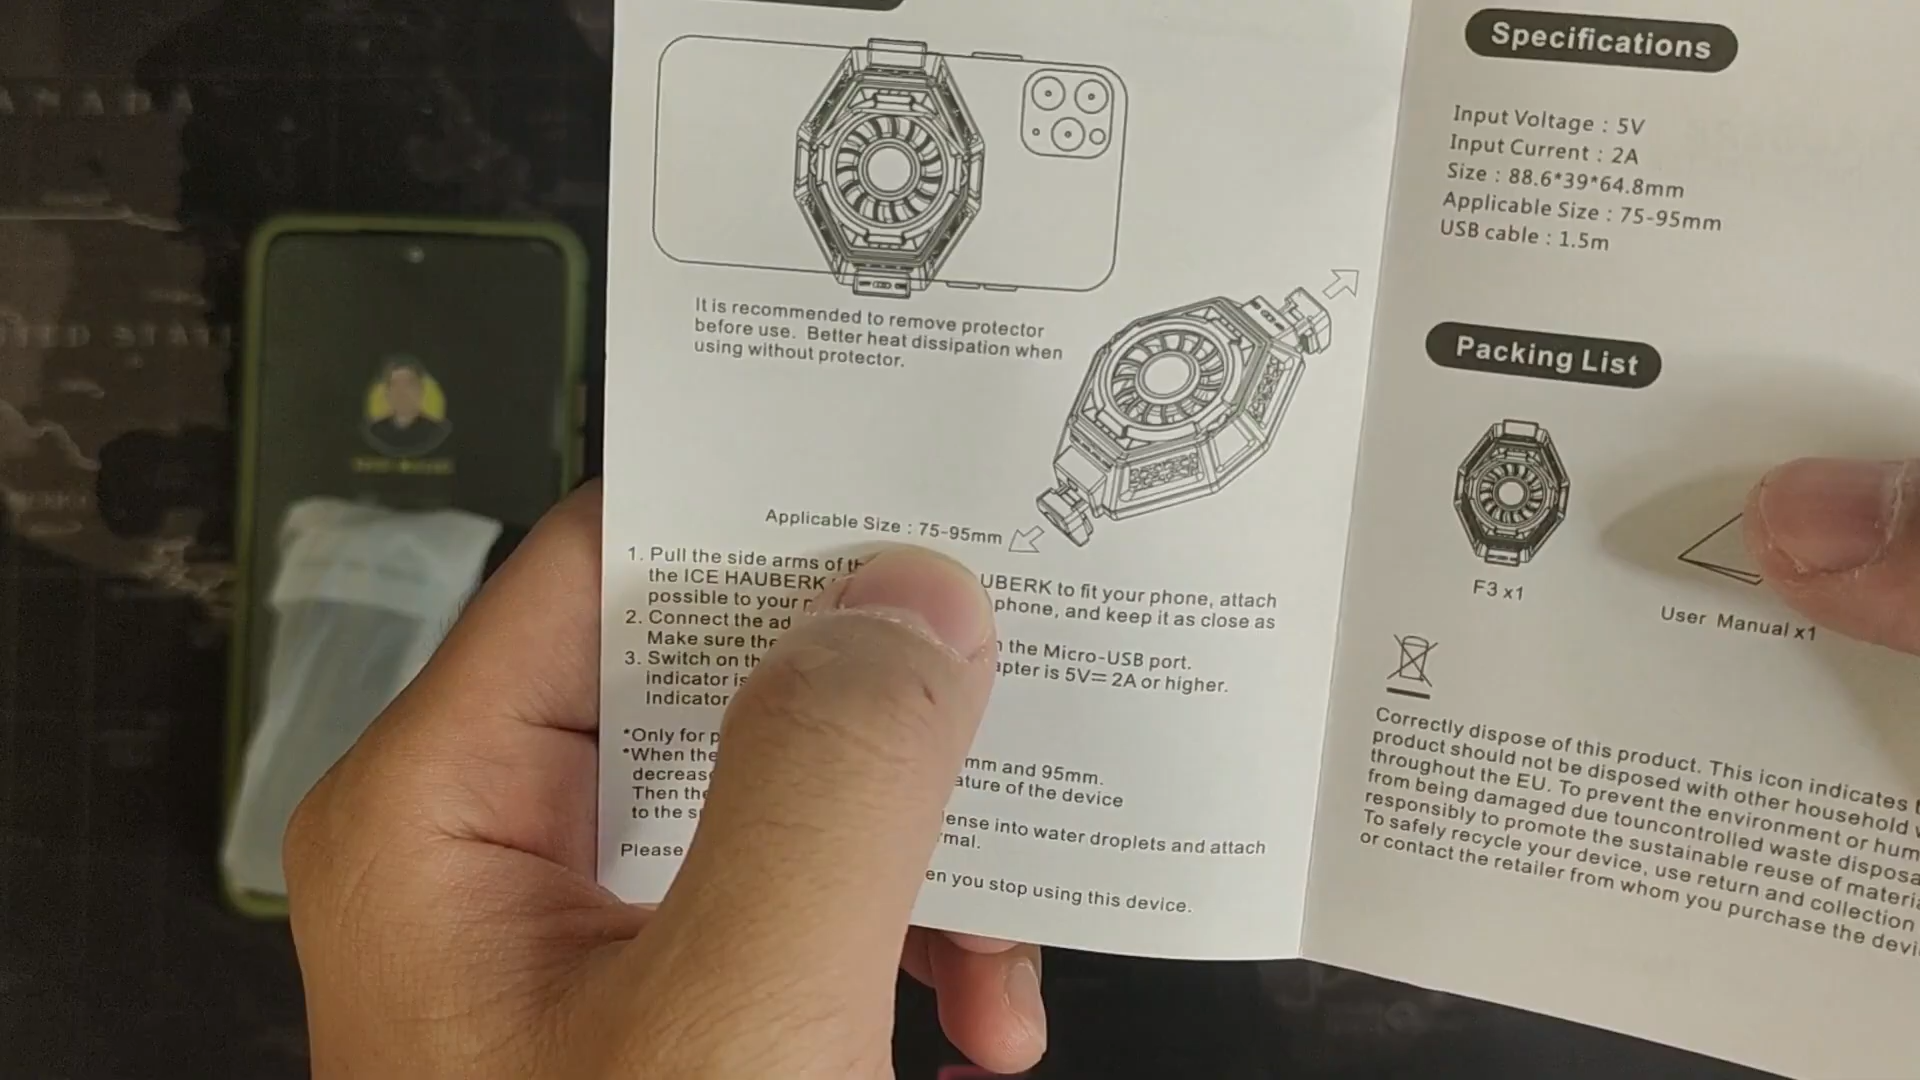 It is recommended to remove protector
before use. Better heat dissipation when
using without protector.
Applicable Size : 75-95mm
1. Pull the side arms of UBERK to fit your phone, attach
the ICE HAUBERK phone, and keep it as close as
possible to your
2. Connect the ad the Micro-USB port.
Make sure the apter is 5V= 2A or higher.
3. Switch on th
indicator is
Indicator
*Only for p mm and 95mm.
*When the ature of the device
decrease
Then the ense into water droplets and attach
to the s rmal.
Please en you stop using this device.
Specifications
Input Voltage : 5V
Input Current : 2A
Size : 88.6*39*64.8mm
Applicable Size : 75-95mm
USB cable : 1.5m
Packing List
F3 x1
User Manual x1
Correctly dispose of this product. This icon indicates
product should not be disposed with other household
throughout the EU. To prevent the environment or hum
from being damaged due touncontrolled waste disposa
responsibly to promote the sustainable reuse of materia
To safely recycle your device, use return and collection
or contact the retailer from whom you purchase the devi